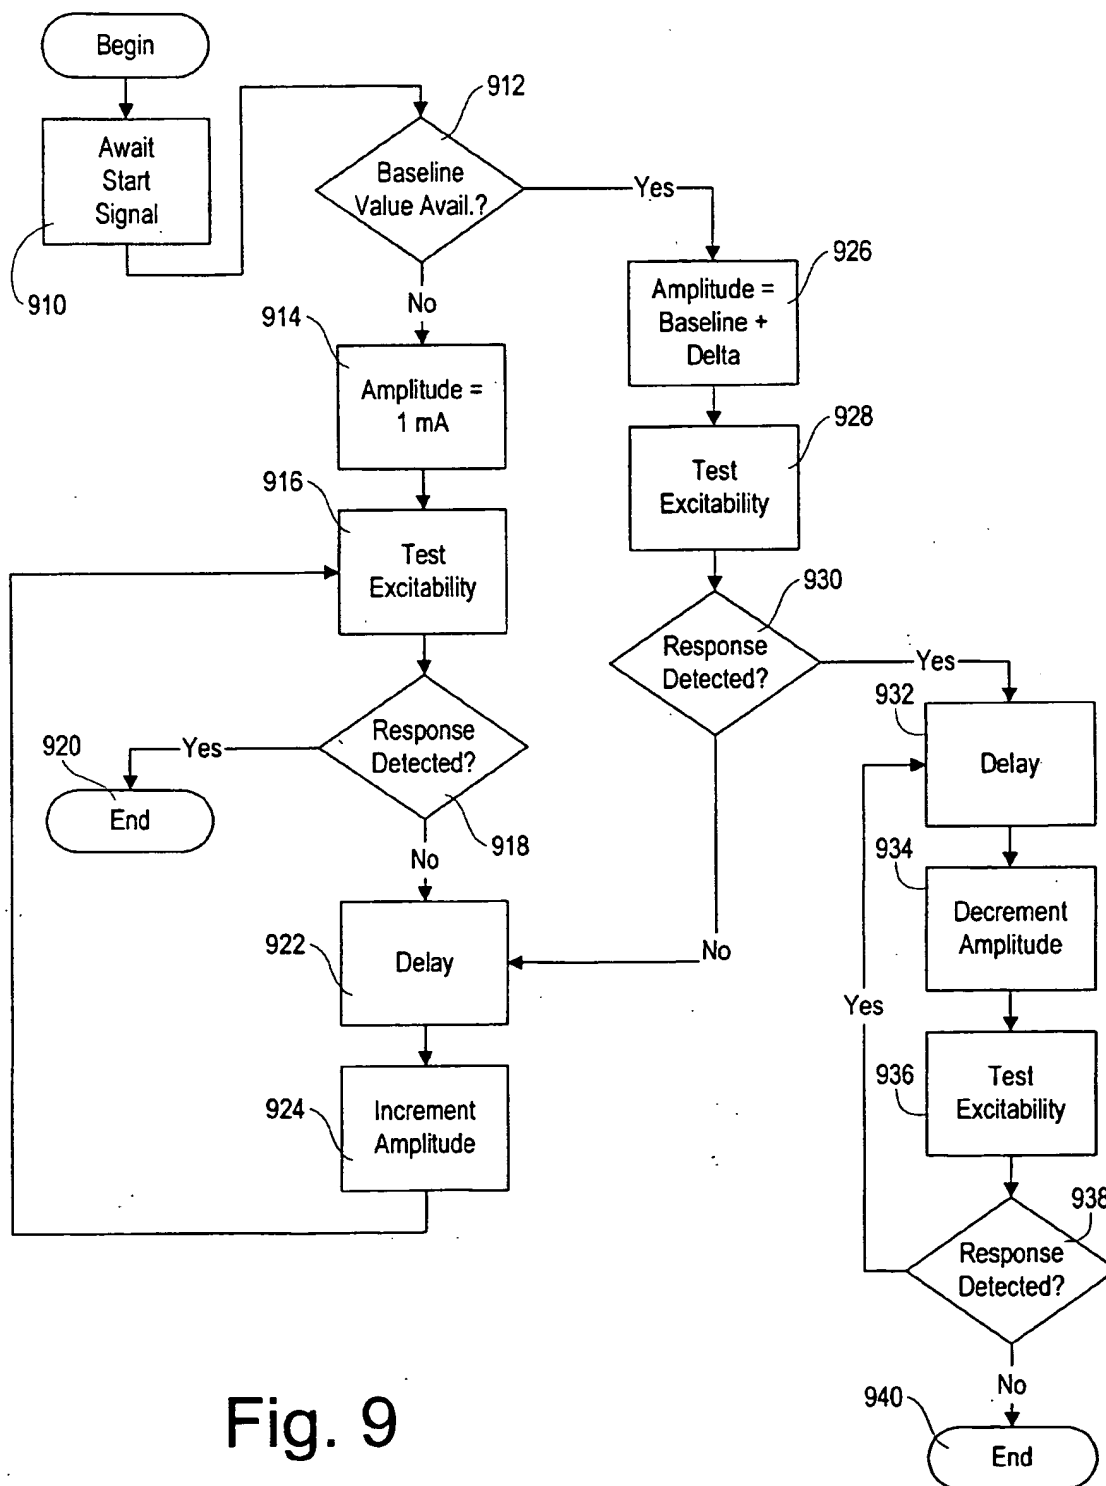 Begin
Await
Start
Signal
910
912
Baseline
Value Avail.?
Yes
No
914
Amplitude =
1 mA
916
Test
Excitability
Response
Detected?
918
Yes
920
End
No
922
Delay
924
Increment
Amplitude
926
Amplitude =
Baseline +
Delta
928
Test
Excitability
930
Response
Detected?
Yes
No
932
Delay
934
Decrement
Amplitude
Yes
936
Test
Excitability
938
Response
Detected?
No
940
End
Fig. 9